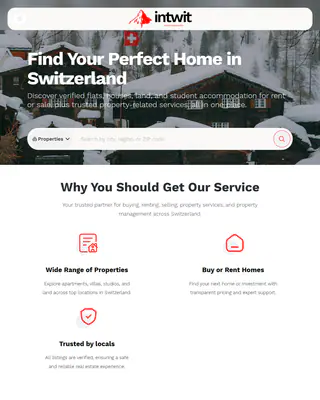 intwit
Find Your Perfect Home in
Switzerland
Discover verified flats, houses, land, and student accommodation for rent
or sale plus trusted property-related services, all in one place.
Properties
Search by city, region, or ZIP code
Why You Should Get Our Service
Your trusted partner for buying, renting, selling, property services, and property
management across Switzerland.
Wide Range of Properties
Explore apartments, villas, studios, and
land across top locations in Switzerland.
Buy or Rent Homes
Find your next home or investment with
transparent pricing and expert support.
Trusted by locals
All listings are verified, ensuring a safe
and reliable real estate experience.